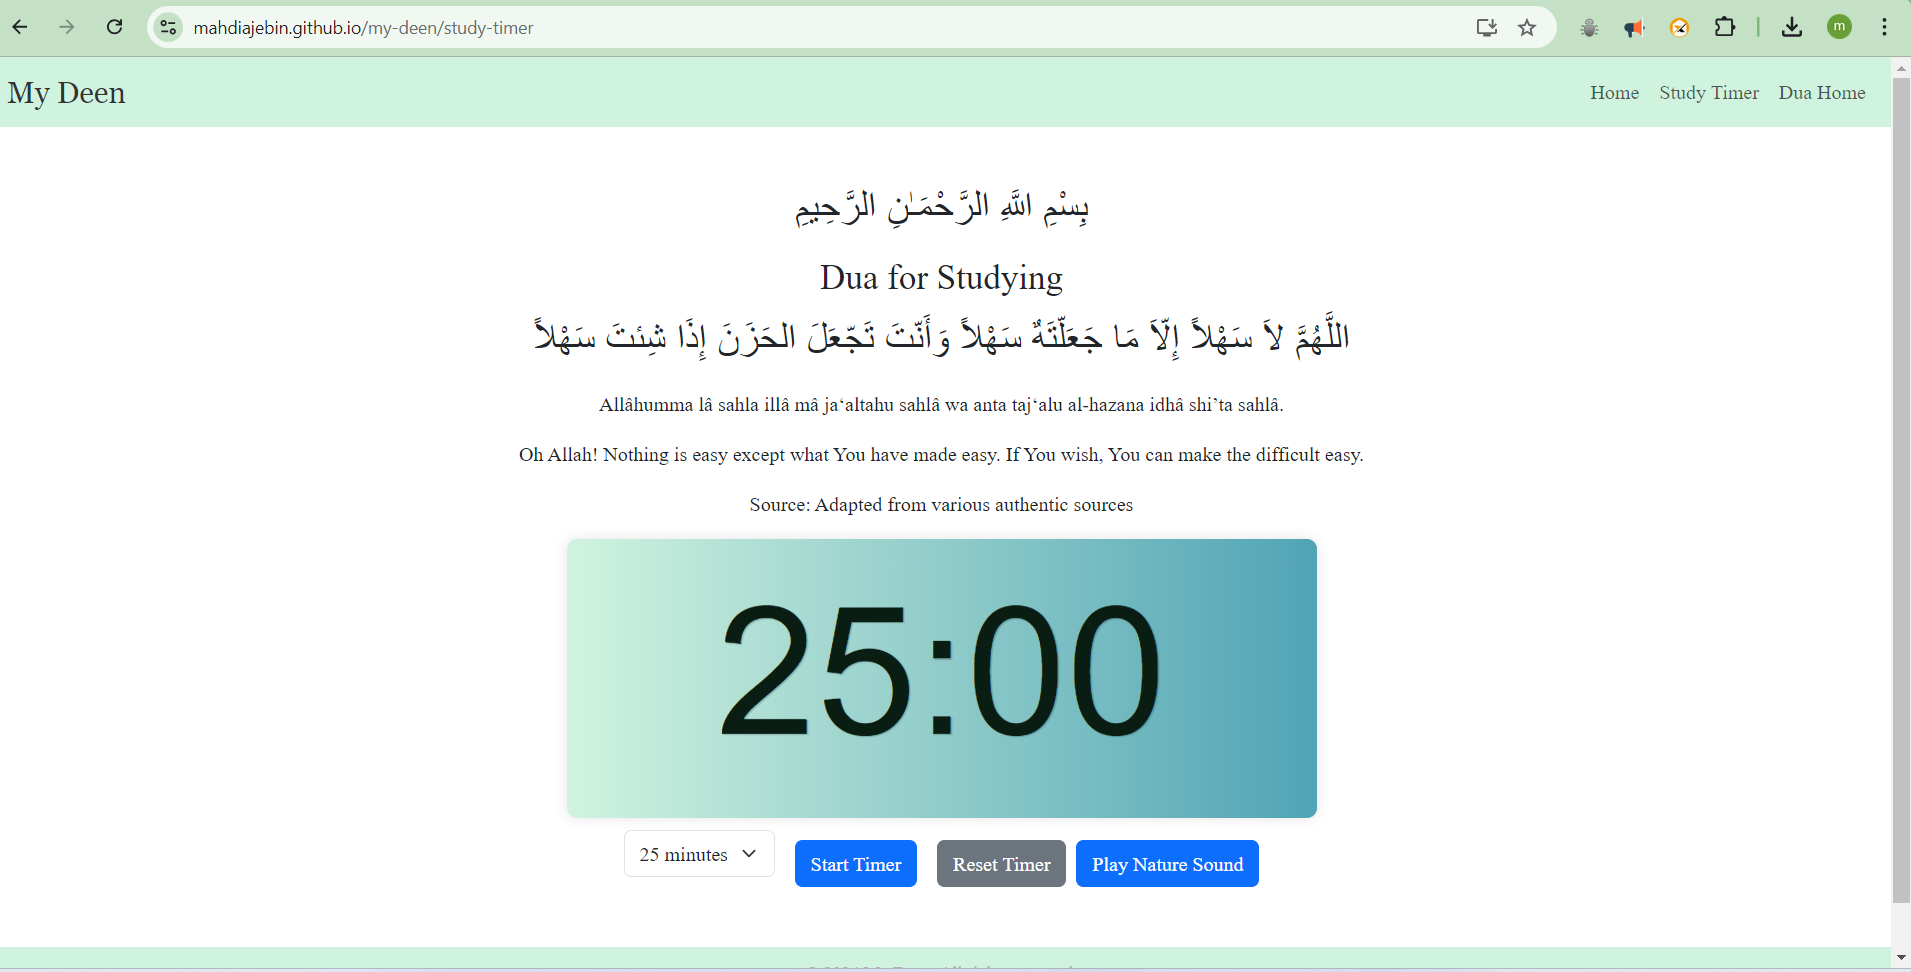 mahdiajebin.github.io/my-deen/study-timer
m
My Deen
Home Study Timer Dua Home
بِسْمِ اللَّهِ الرَّحْمَـٰنِ الرَّحِيمِ
Dua for Studying
اللَّهُمَّ لاَ سَهْلاً إِلّاَ مَا جَعَلّتَهٌ سَهْلاً وَأَنّتَ تَجّعَلَ الحَزَنَ إِذَا شِئتَ سَهْلاً
Allâhumma lâ sahla illâ mâ ja‘altahu sahlâ wa anta taj‘alu al-hazana idhâ shi’ta sahlâ.
Oh Allah! Nothing is easy except what You have made easy. If You wish, You can make the difficult easy.
Source: Adapted from various authentic sources
25:00
25 minutes Start Timer Reset Timer Play Nature Sound